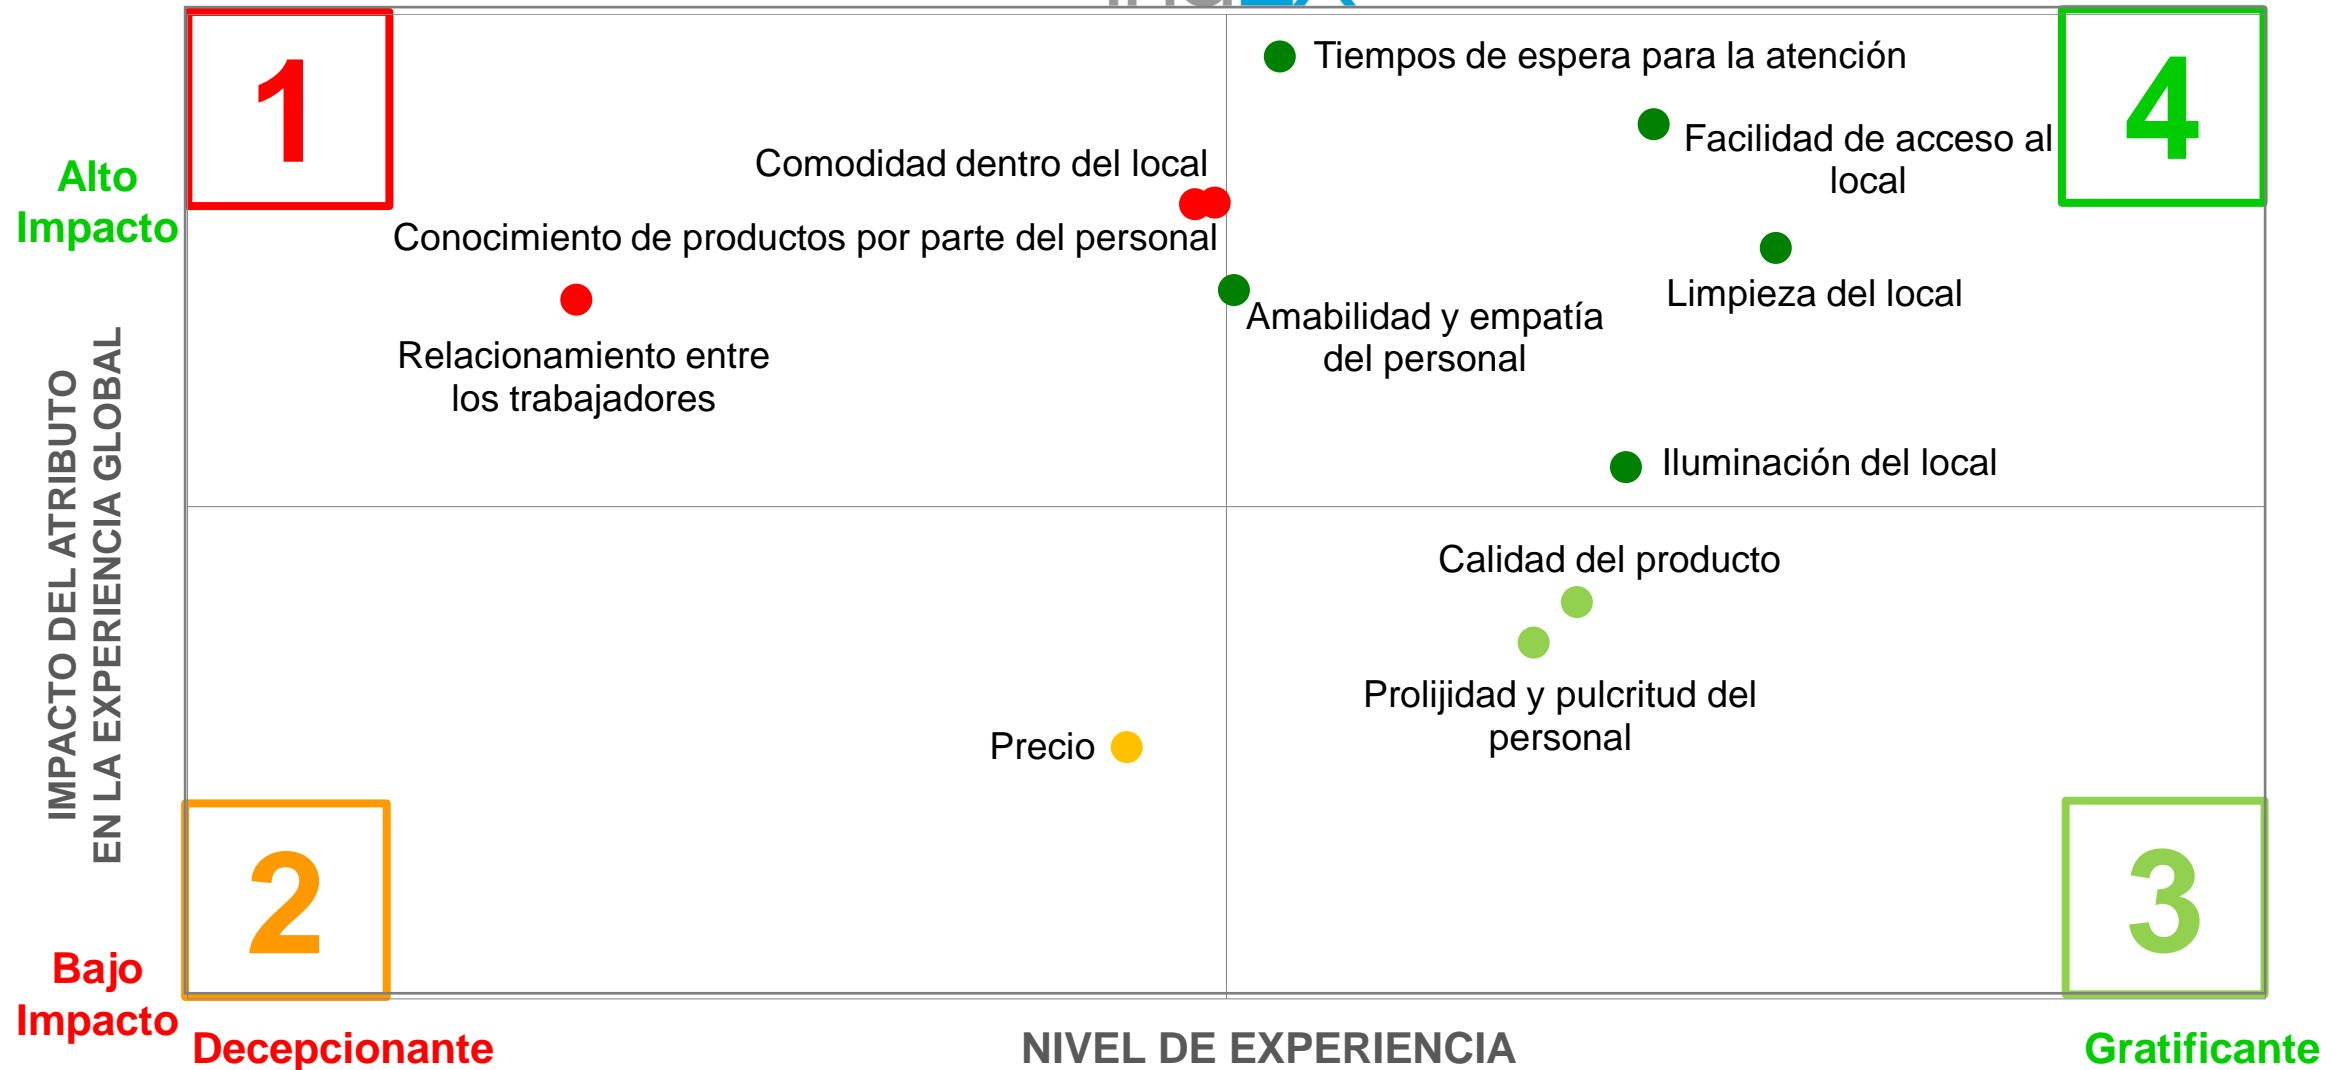 1
4
Tiempos de espera para la atención
Facilidad de acceso al
local
Comodidad dentro del local
Alto
Impacto
Conocimiento de productos por parte del personal
Limpieza del local
Amabilidad y empatía
del personal
Relacionamiento entre
los trabajadores
Iluminación del local
IMPACTO DEL ATRIBUTO
EN LA EXPERIENCIA GLOBAL
Calidad del producto
Prolijidad y pulcritud del
personal
Precio
2
3
Bajo
Impacto
Decepcionante
NIVEL DE EXPERIENCIA
Gratificante